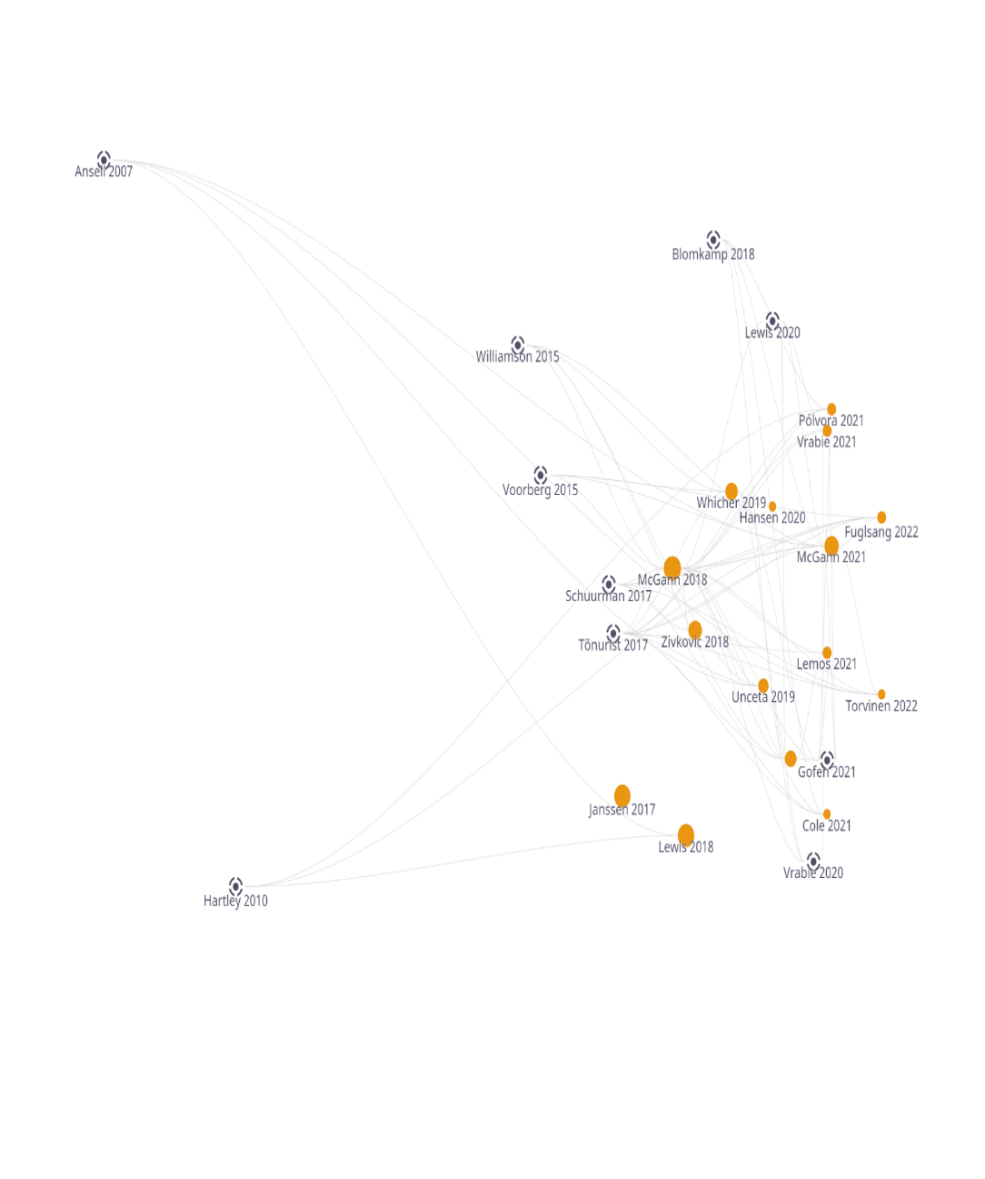 Ansell 2007
Blomkamp 2018
Lewis 2020
Williamson 2015
Pólvora 2021
Vrabie 2021
Voorberg 2015
Whicher 2019
Hansen 2020
Fuglsang 2022
McGann 2021
McGann 2018
Schuurman 2017
Tõnurist 2017
Zivkovic 2018
Lemos 2021
Unceta 2019
Torvinen 2022
Gofen 2021
Janssen 2017
Cole 2021
Lewis 2018
Vrabie 2020
Hartley 2010